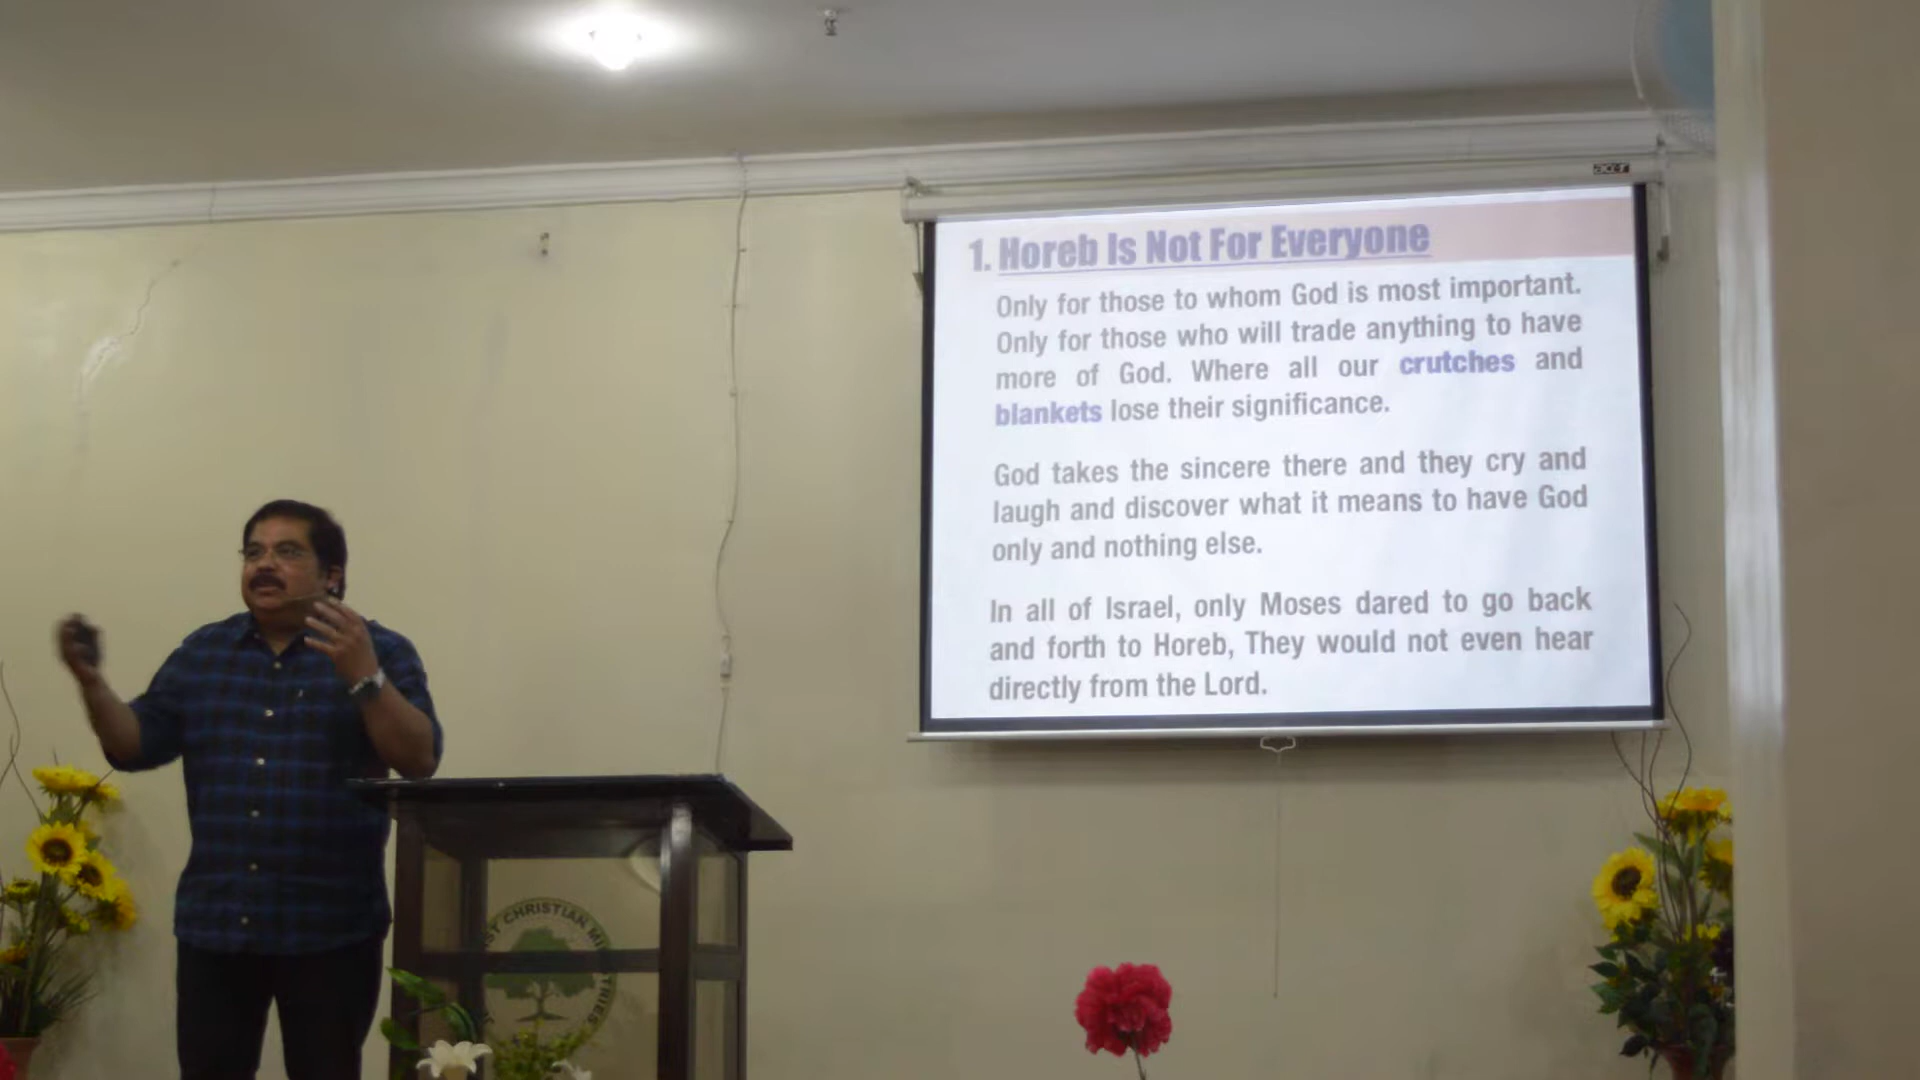 acer
1. Horeb Is Not For Everyone
Only for those to whom God is most important.
Only for those who will trade anything to have
more of God. Where all our crutches and
blankets lose their significance.
God takes the sincere there and they cry and
laugh and discover what it means to have God
only and nothing else.
In all of Israel, only Moses dared to go back
and forth to Horeb, They would not even hear
directly from the Lord.
CHRISTIAN